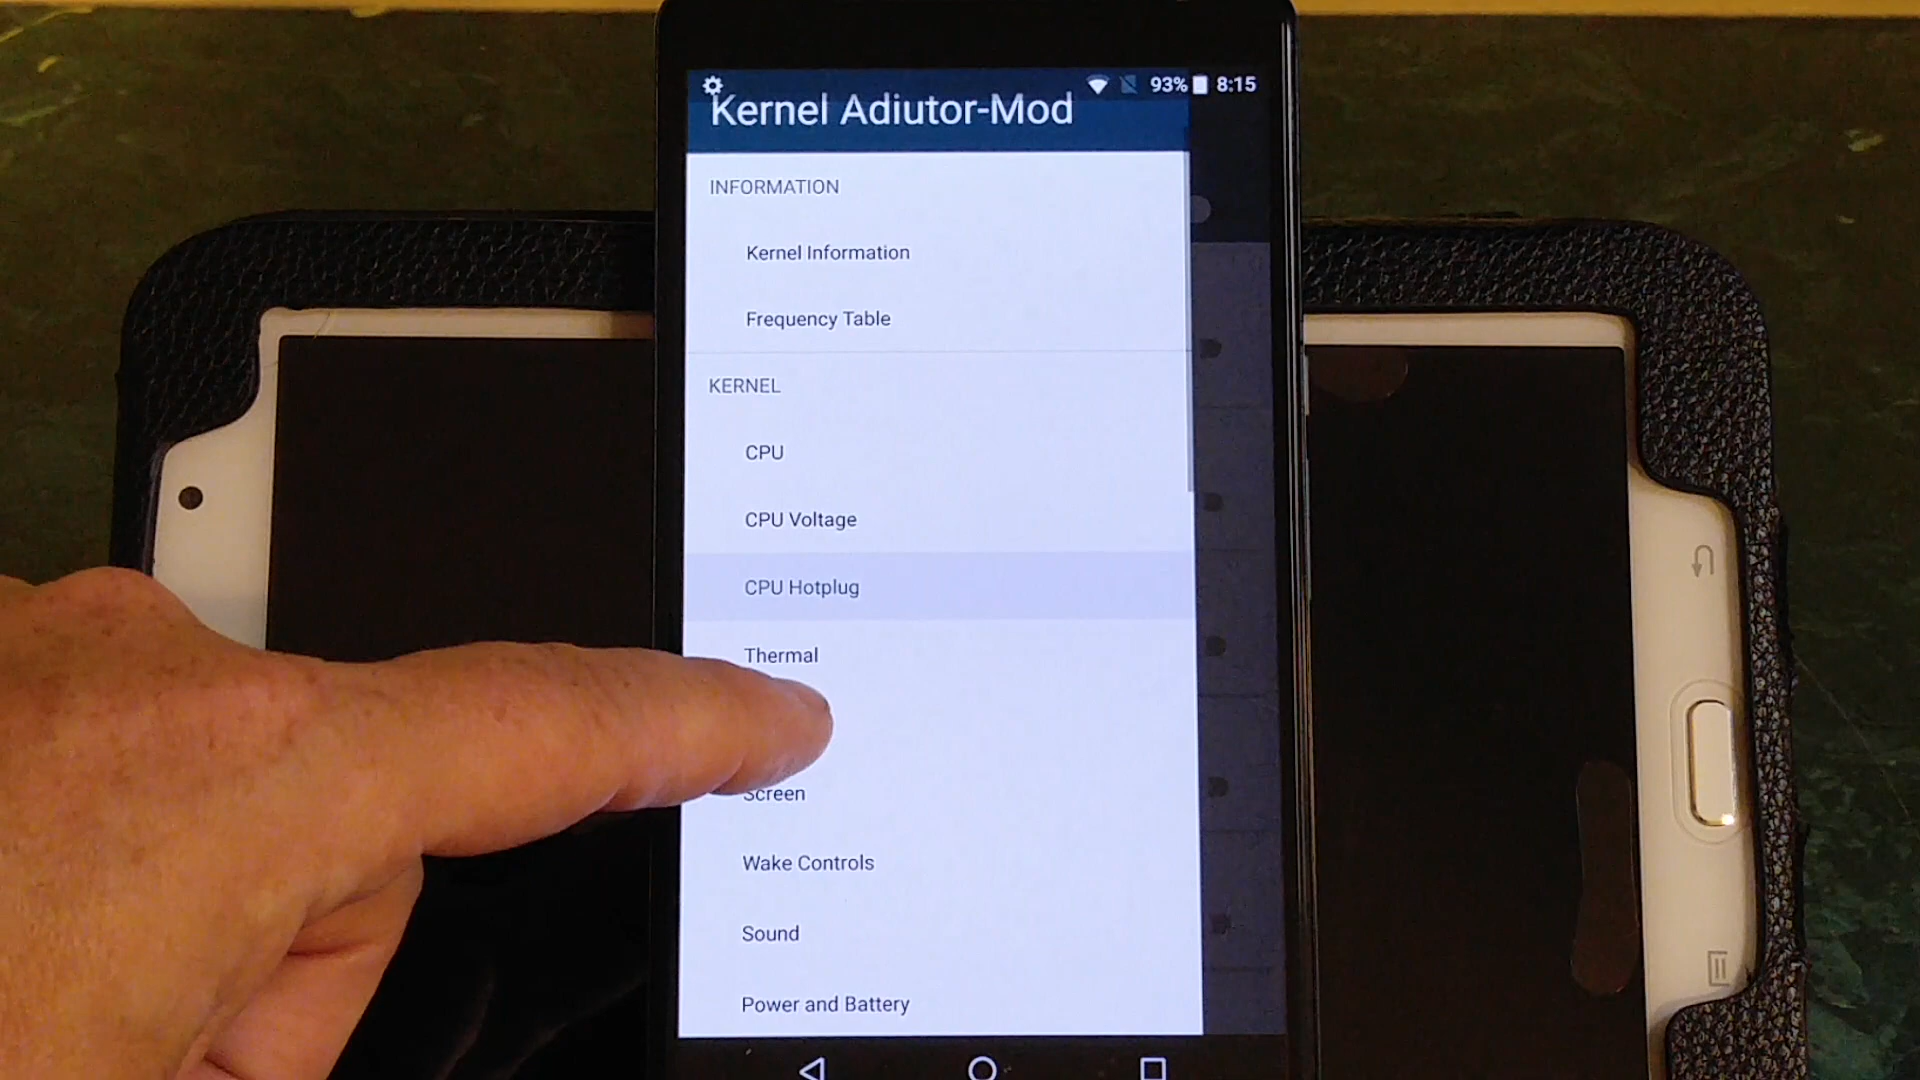 93% 8:15
Kernel Adiutor-Mod
INFORMATION
Kernel Information
Frequency Table
KERNEL
CPU
CPU Voltage
CPU Hotplug
Thermal
Screen
Wake Controls
Sound
Power and Battery